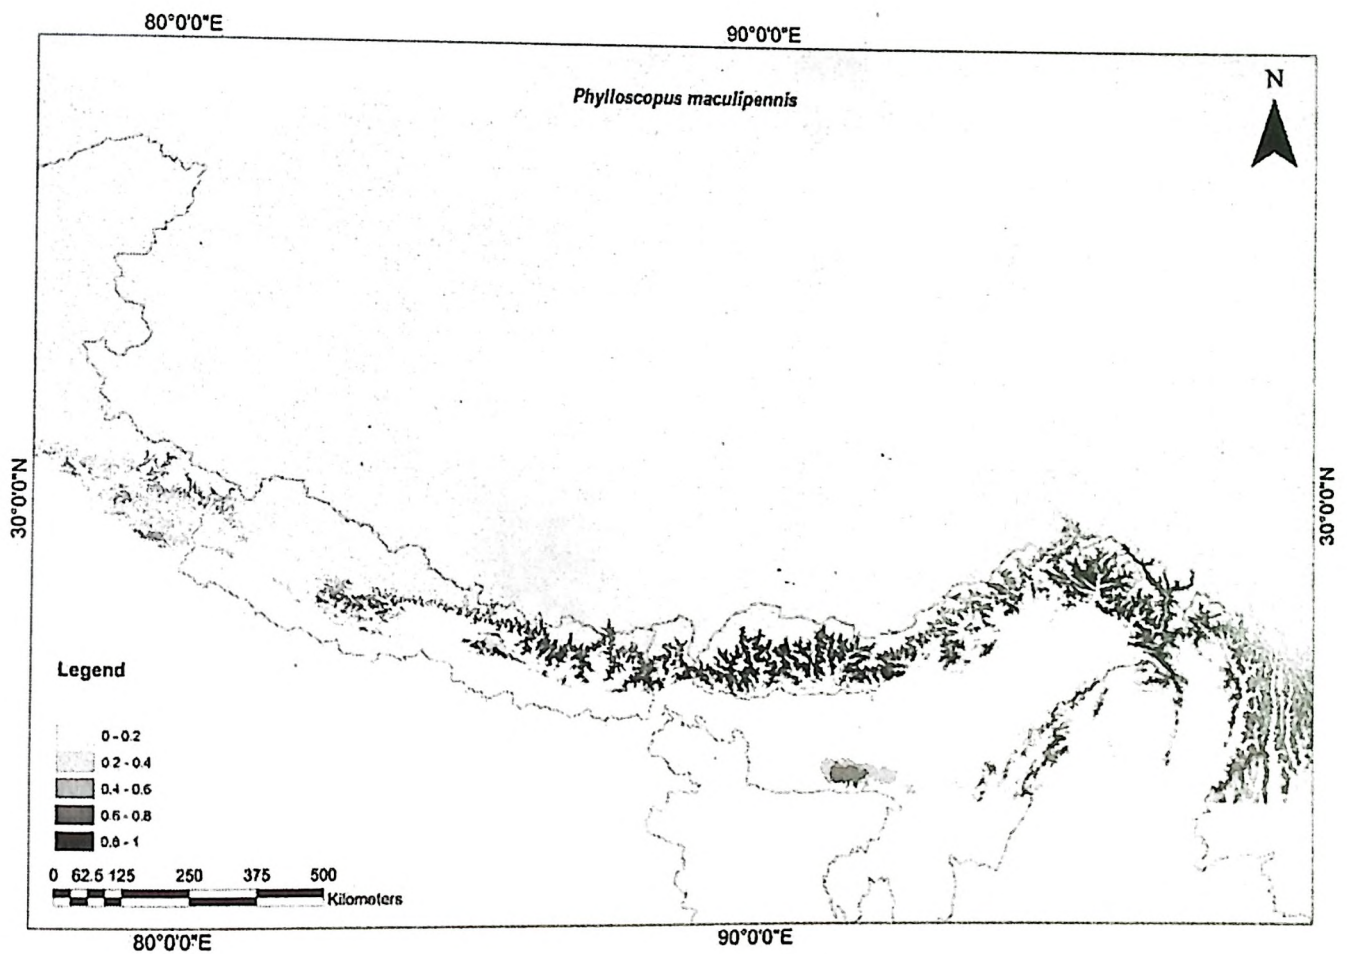 80°0'0"E
90°0'0"E
Phylloscopus maculipennis
N
30°0'0"N
30°0'0"N
Legend
0 - 0.2
0.2 - 0.4
0.4 - 0.6
0.6 - 0.8
0.8 - 1
0 62.5 125 250 375 500
Kilometers
80°0'0"E
90°0'0"E